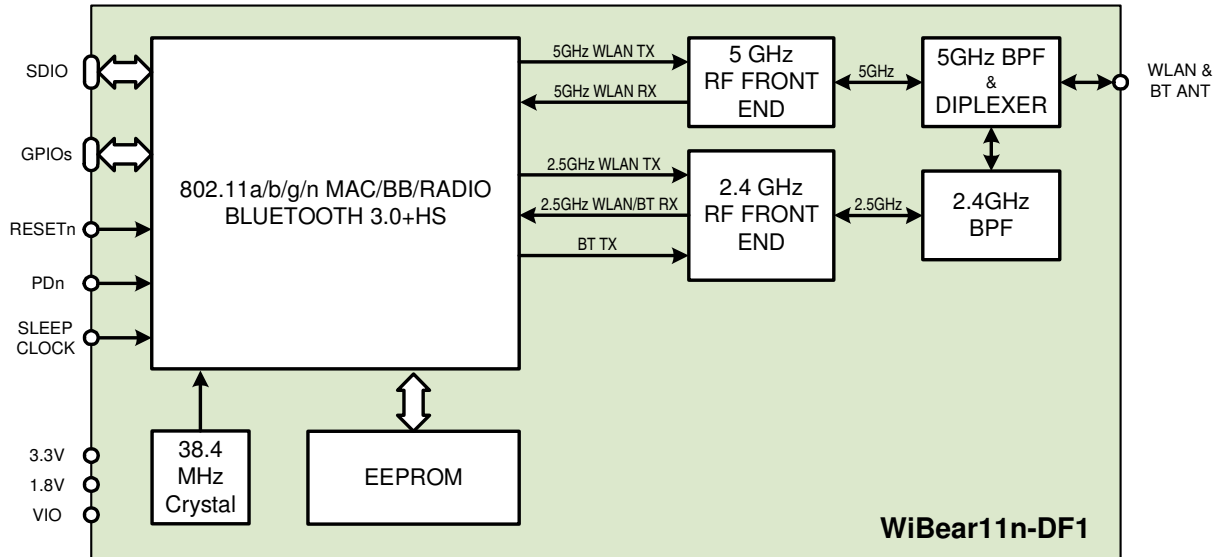 SDIO
GPIOs
RESETn
PDn
SLEEP
CLOCK
3.3V
1.8V
VIO
802.11a/b/g/n MAC/BB/RADIO
BLUETOOTH 3.0+HS
38.4
MHz
Crystal
EEPROM
5GHz WLAN TX
5GHz WLAN RX
2.5GHz WLAN TX
2.5GHz WLAN/BT RX
BT TX
5 GHz
RF FRONT
END
2.4 GHz
RF FRONT
END
5GHz
2.5GHz
5GHz BPF
&
DIPLEXER
2.4GHz
BPF
WLAN &
BT ANT
WiBear11n-DF1